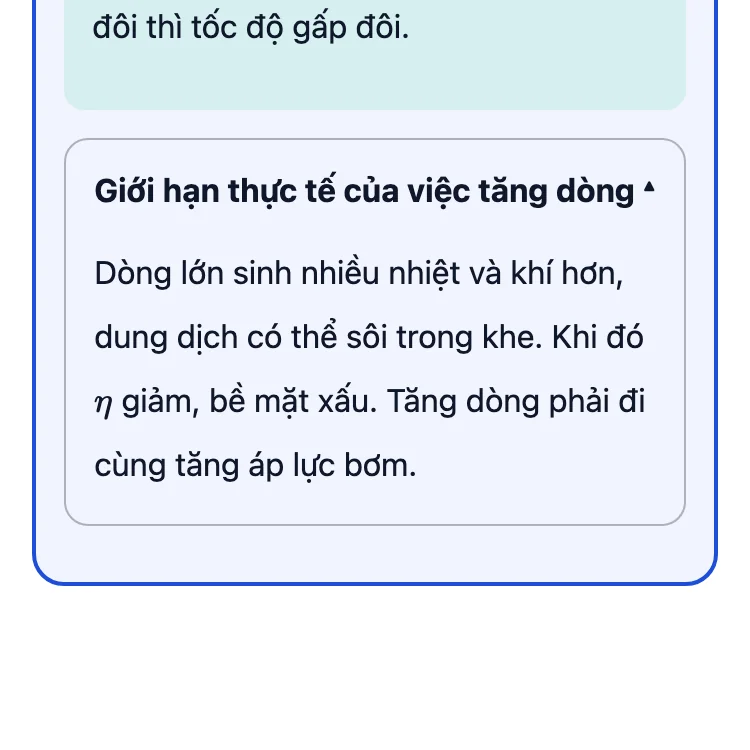 đôi thì tốc độ gấp đôi.
Giới hạn thực tế của việc tăng dòng ▲
Dòng lớn sinh nhiều nhiệt và khí hơn,
dung dịch có thể sôi trong khe. Khi đó
η giảm, bề mặt xấu. Tăng dòng phải đi
cùng tăng áp lực bơm.